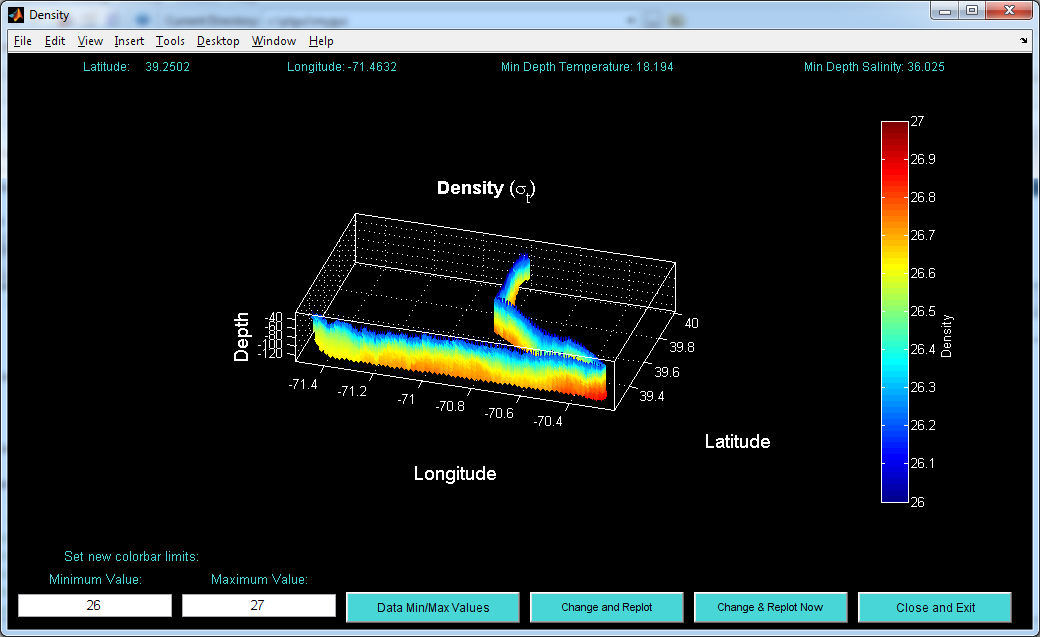 Density
File Edit View Insert Tools Desktop Window Help
Latitude: 39.2502 Longitude: -71.4632 Min Depth Temperature: 18.194 Min Depth Salinity: 36.025
Density (σt)
Depth
-40
-60
-80
-100
-120
-71.4
-71.2
-71
-70.8
-70.6
-70.4
Longitude
40
39.8
39.6
39.4
Latitude
27
26.9
26.8
26.7
26.6
26.5
26.4
26.3
26.2
26.1
26
Density
Set new colorbar limits:
Minimum Value: Maximum Value:
26 27 Data Min/Max Values Change and Replot Change & Replot Now Close and Exit